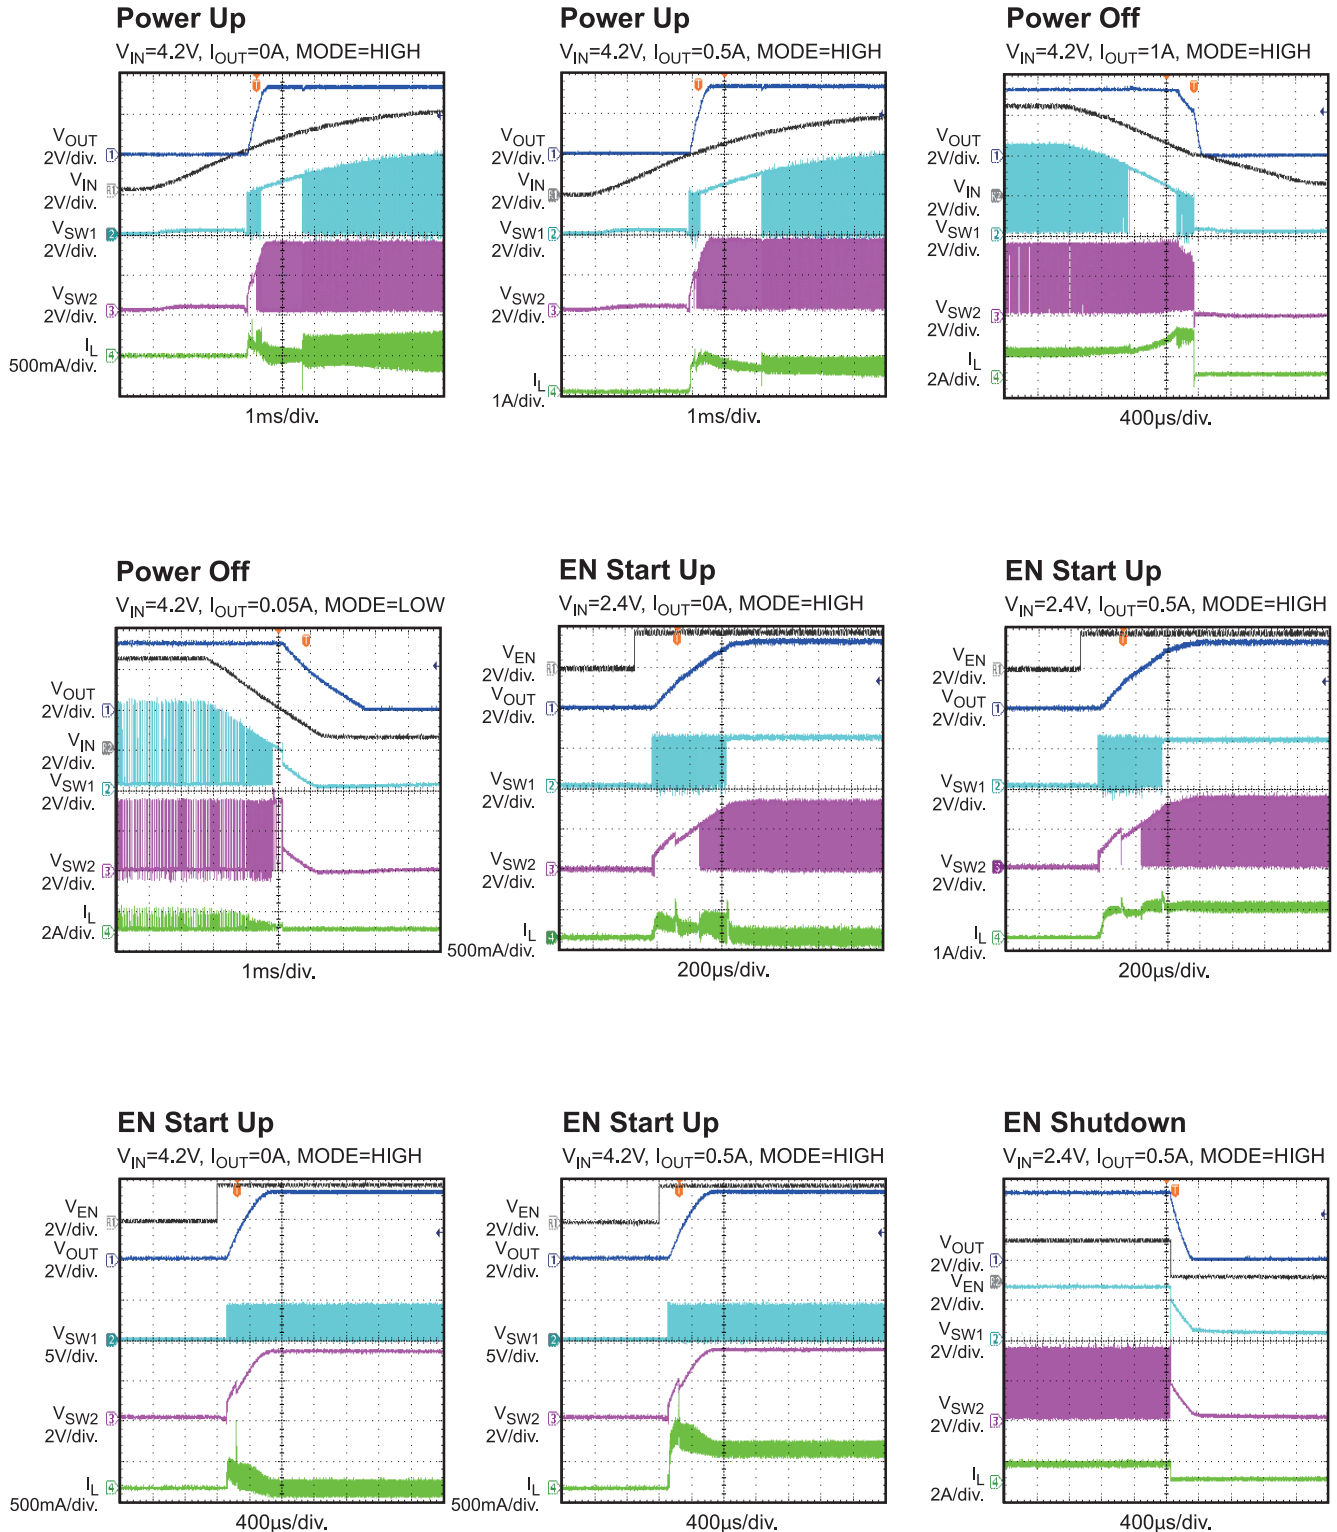 Power Up
VIN=4.2V, IOUT=0A, MODE=HIGH
VOUT
2V/div.
VIN
2V/div.
VSW1
2V/div.
VSW2
2V/div.
IL
500mA/div.
1ms/div.
Power Up
VIN=4.2V, IOUT=0.5A, MODE=HIGH
VOUT
2V/div.
VIN
2V/div.
VSW1
2V/div.
VSW2
2V/div.
IL
1A/div.
1ms/div.
Power Off
VIN=4.2V, IOUT=1A, MODE=HIGH
VOUT
2V/div.
VIN
2V/div.
VSW1
2V/div.
VSW2
2V/div.
IL
2A/div.
400µs/div.
Power Off
VIN=4.2V, IOUT=0.05A, MODE=LOW
VOUT
2V/div.
VIN
2V/div.
VSW1
2V/div.
VSW2
2V/div.
IL
2A/div.
1ms/div.
EN Start Up
VIN=2.4V, IOUT=0A, MODE=HIGH
VEN
2V/div.
VOUT
2V/div.
VSW1
2V/div.
VSW2
2V/div.
IL
500mA/div.
200µs/div.
EN Start Up
VIN=2.4V, IOUT=0.5A, MODE=HIGH
VEN
2V/div.
VOUT
2V/div.
VSW1
2V/div.
VSW2
2V/div.
IL
1A/div.
200µs/div.
EN Start Up
VIN=4.2V, IOUT=0A, MODE=HIGH
VEN
2V/div.
VOUT
2V/div.
VSW1
5V/div.
VSW2
2V/div.
IL
500mA/div.
400µs/div.
EN Start Up
VIN=4.2V, IOUT=0.5A, MODE=HIGH
VEN
2V/div.
VOUT
2V/div.
VSW1
5V/div.
VSW2
2V/div.
IL
500mA/div.
400µs/div.
EN Shutdown
VIN=2.4V, IOUT=0.5A, MODE=HIGH
VOUT
2V/div.
VEN
2V/div.
VSW1
2V/div.
VSW2
2V/div.
IL
2A/div.
400µs/div.